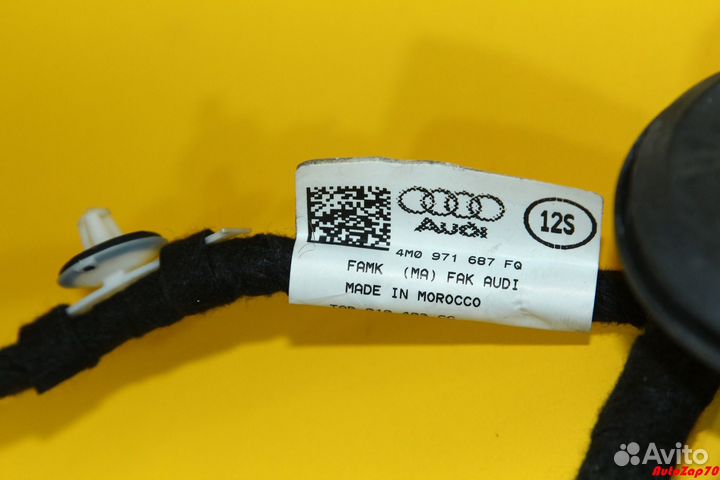 AUDI
12S
4M0 971 687 FQ
FAMK (MA) FAK AUDI
MADE IN MOROCCO
Avito
AutoZap70